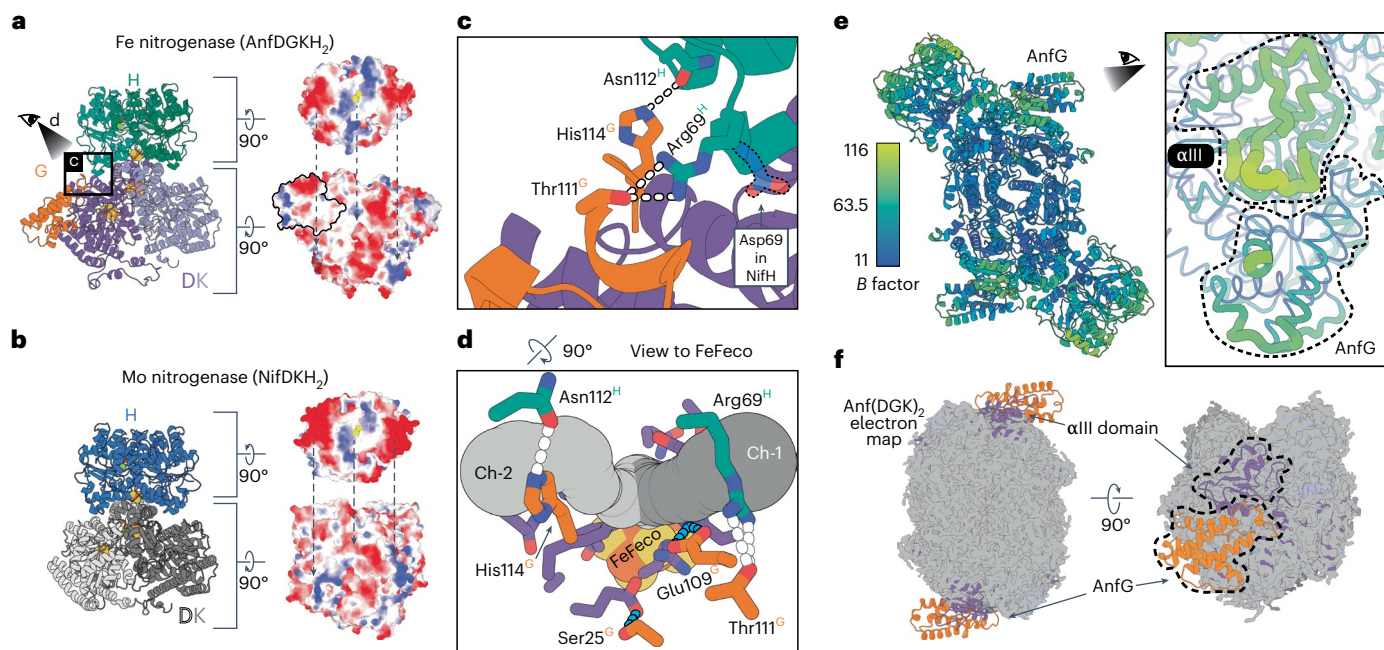 a
Fe nitrogenase (AnfDGKH2)
H
d
c
G
DK
90°
90°
b
Mo nitrogenase (NifDKH2)
H
90°
90°
DK
c
Asn112H
Arg69H
His114G
Thr111G
Asp69
in
NifH
d
90°
View to FeFeco
Asn112H
Arg69H
Ch-2
Ch-1
FeFeco
His114G
Glu109G
Ser25G
Thr111G
e
AnfG
116
63.5
11
B factor
αIII
AnfG
f
Anf(DGK)2
electron
map
αIII domain
90°
AnfG